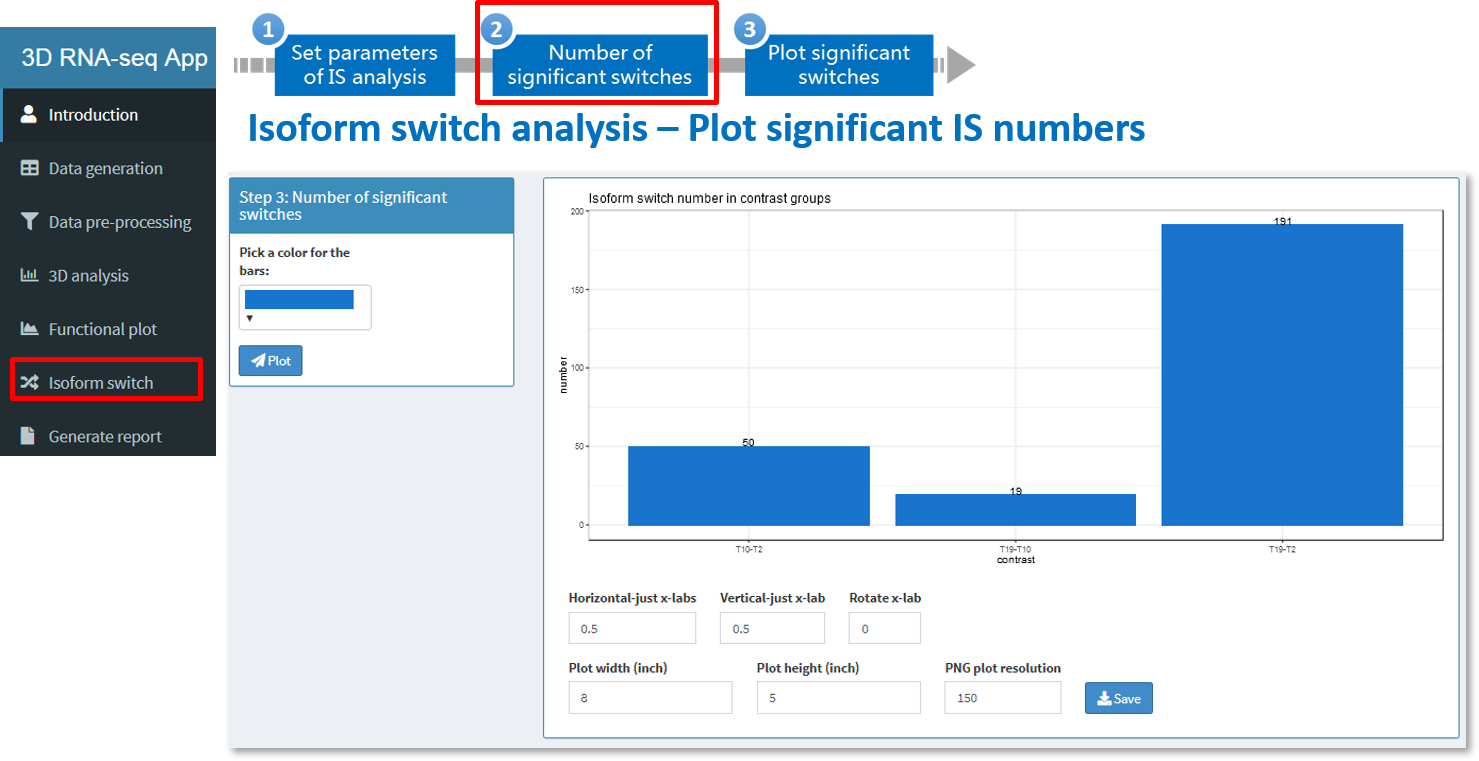 3D RNA-seq App
Introduction
Data generation
Data pre-processing
3D analysis
Functional plot
Isoform switch
Generate report
1
Set parameters
of IS analysis
2
Number of
significant switches
3
Plot significant
switches
Isoform switch analysis – Plot significant IS numbers
Step 3: Number of significant
switches
Pick a color for the
bars:
Plot
Isoform switch number in contrast groups
200
150
100
50
0
number
50
19
191
T10-T2
T19-T10
T19-T2
contrast
Horizontal-just x-labs
Vertical-just x-lab
Rotate x-lab
0.5
0.5
0
Plot width (inch)
Plot height (inch)
PNG plot resolution
8
5
150
Save